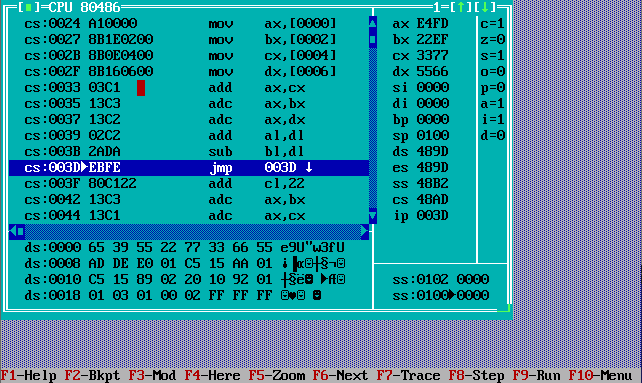 [■]=CPU 80486 1=[↑][↓]
cs:0024 A10000 mov ax,[0000] ax E4FD c=1
cs:0027 8B1E0200 mov bx,[0002] bx 22EF z=0
cs:002B 8B0E0400 mov cx,[0004] cx 3377 s=1
cs:002F 8B160600 mov dx,[0006] dx 5566 o=0
cs:0033 03C1 add ax,cx si 0000 p=0
cs:0035 13C3 adc ax,bx di 0000 a=1
cs:0037 13C2 adc ax,dx bp 0000 i=1
cs:0039 02C2 add al,dl sp 0100 d=0
cs:003B 2ADA sub bl,dl ds 489D
cs:003D►EBFE jmp 003D ↓ es 489D
cs:003F 80C122 add cl,22 ss 48B2
cs:0042 13C3 adc ax,bx cs 48AD
cs:0044 13C1 adc ax,cx ip 003D
ds:0000 65 39 55 22 77 33 66 55 e9U"w3fU
ds:0008 AD DE E0 01 C5 15 AA 01 ¡▐α☺┼§¬☺
ds:0010 C5 15 89 02 20 10 92 01 ┼§ë☻ ►Æ☺ ss:0102 0000
ds:0018 01 03 01 00 02 FF FF FF ☺♥☺ ☻ ss:0100►0000
F1-Help F2-Bkpt F3-Mod F4-Here F5-Zoom F6-Next F7-Trace F8-Step F9-Run F10-Menu